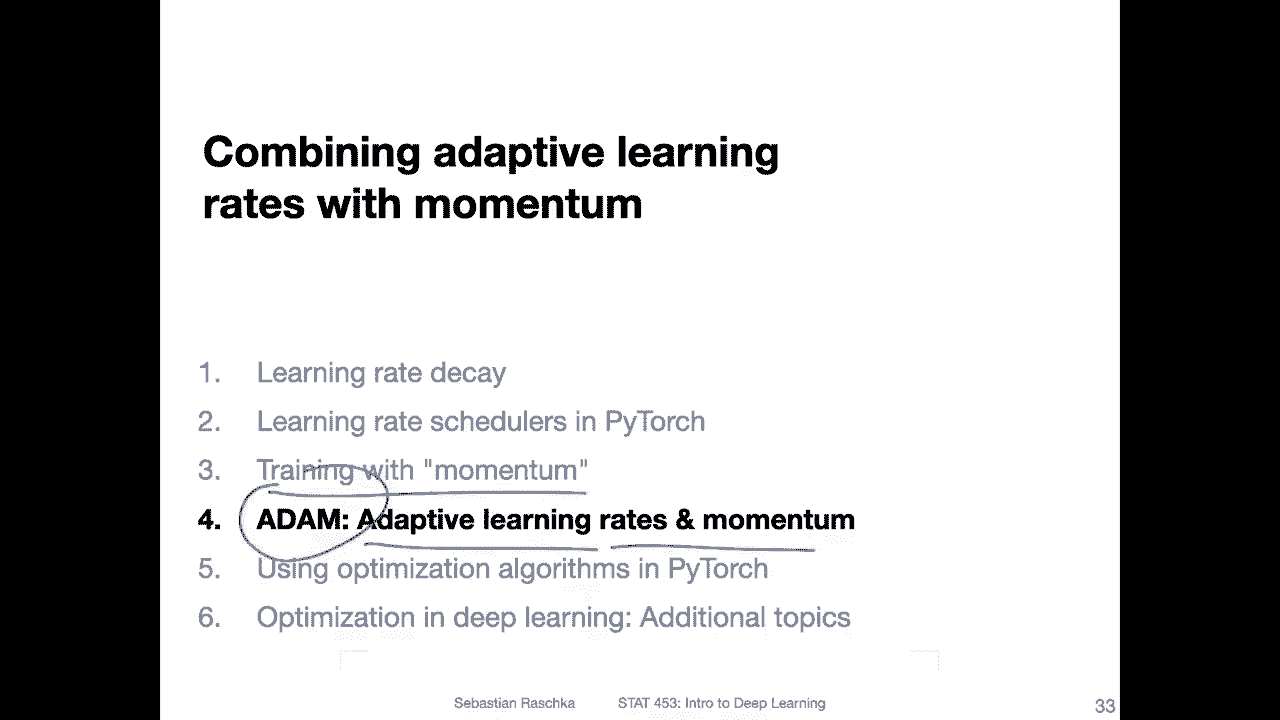 Combining adaptive learning
rates with momentum
1. Learning rate decay
2. Learning rate schedulers in PyTorch
3. Training with "momentum"
4. ADAM: Adaptive learning rates & momentum
5. Using optimization algorithms in PyTorch
6. Optimization in deep learning: Additional topics
Sebastian Raschka STAT 453: Intro to Deep Learning 33